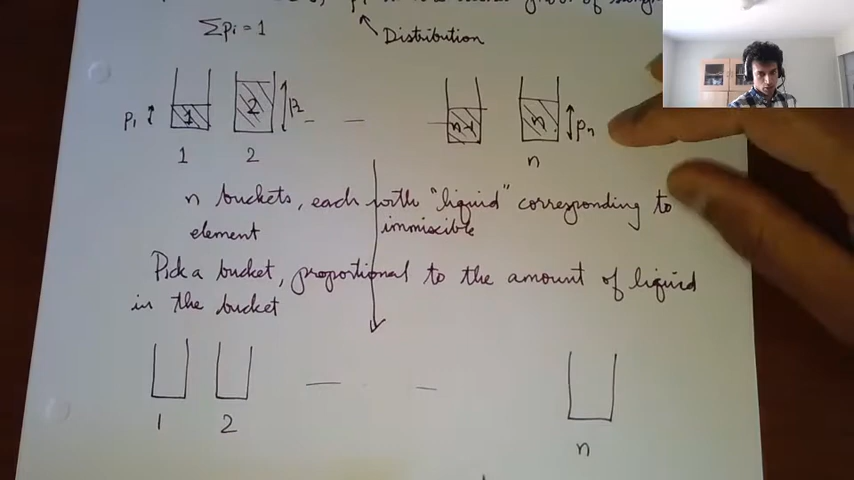 Σpi = 1
Distribution
p1 1 2 p2 n-1 n pn
1 2 n
n buckets, each with "liquid" corresponding to
element immiscible
Pick a bucket, proportional to the amount of liquid
in the bucket
1 2 n